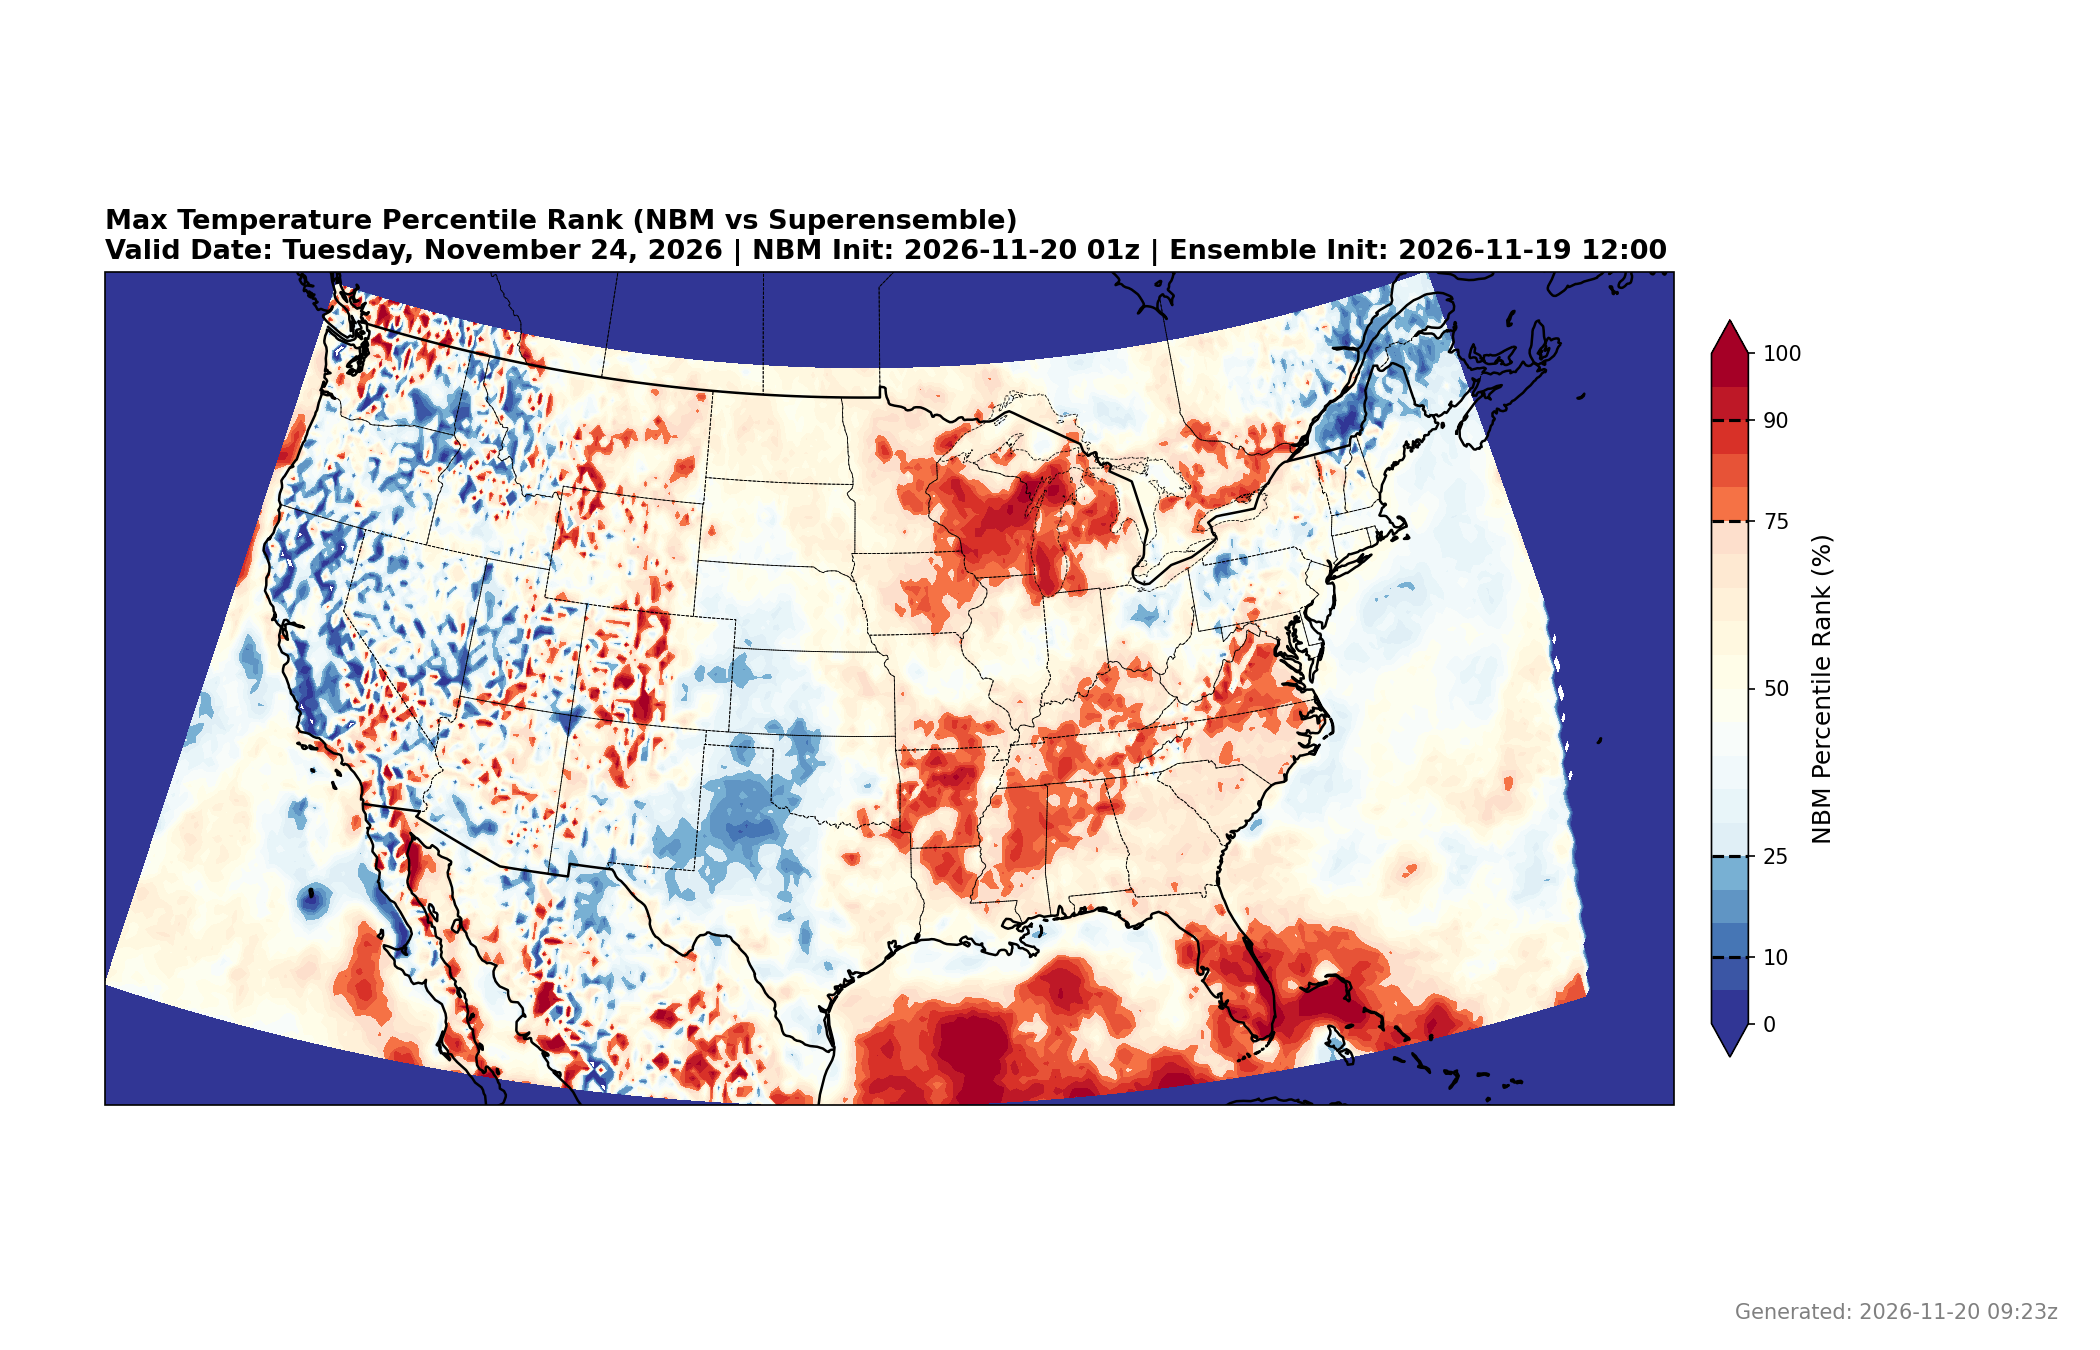 Max Temperature Percentile Rank (NBM vs Superensemble)
Valid Date: Tuesday, November 24, 2026 | NBM Init: 2026-11-20 01z | Ensemble Init: 2026-11-19 12:00
100
90
75
50
25
10
0
NBM Percentile Rank (%)
Generated: 2026-11-20 09:23z